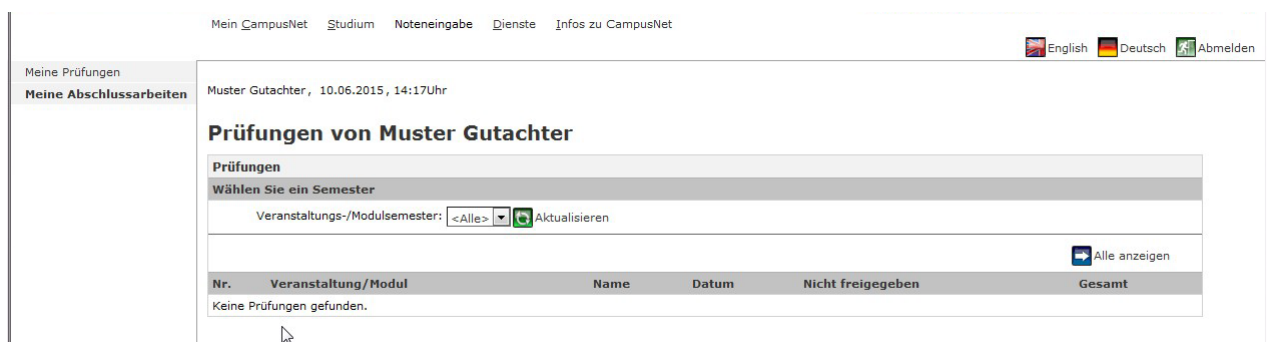 Mein CampusNet Studium Noteneingabe Dienste Infos zu CampusNet
English Deutsch Abmelden
Meine Prüfungen
Meine Abschlussarbeiten
Muster Gutachter, 10.06.2015, 14:17Uhr
Prüfungen von Muster Gutachter
Prüfungen
Wählen Sie ein Semester
Veranstaltungs-/Modulsemester: <Alle> Aktualisieren
Alle anzeigen
Nr. Veranstaltung/Modul Name Datum Nicht freigegeben Gesamt
Keine Prüfungen gefunden.